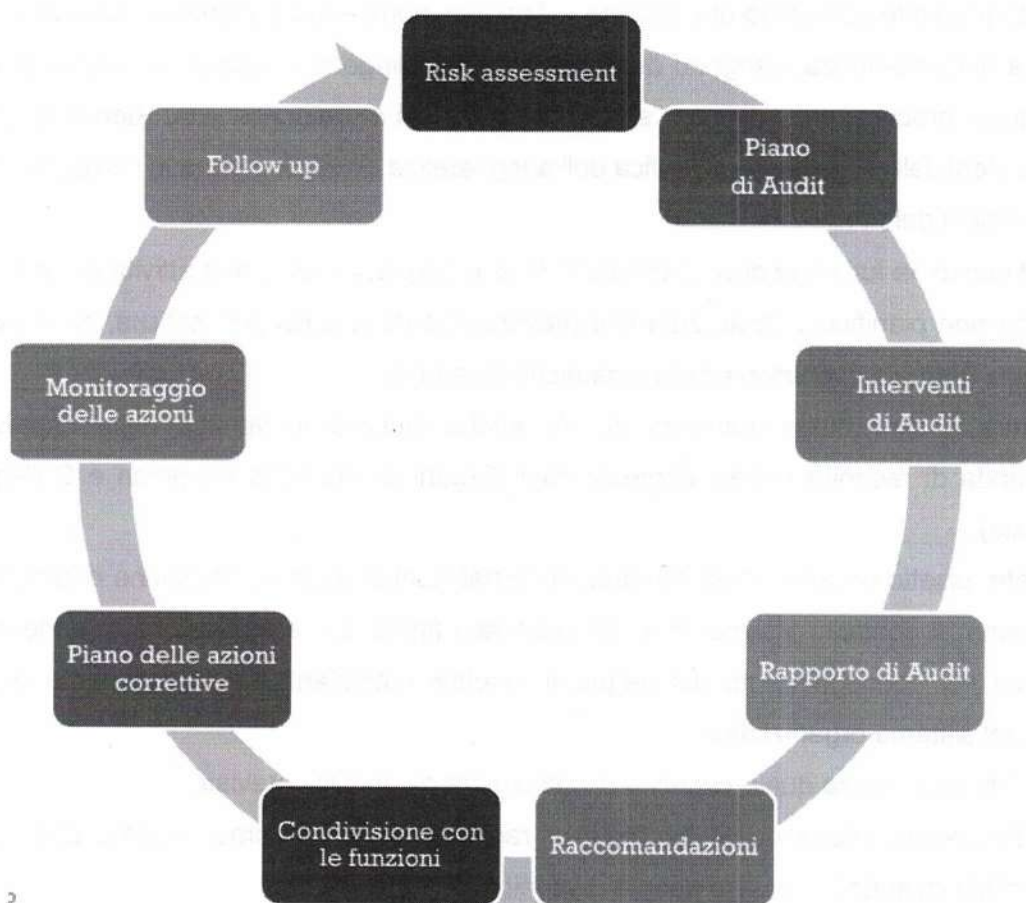 Risk assessment
Piano
di Audit
Interventi
di Audit
Rapporto di Audit
Raccomandazioni
Condivisione con
le funzioni
Piano delle azioni
correttive
Monitoraggio
delle azioni
Follow up